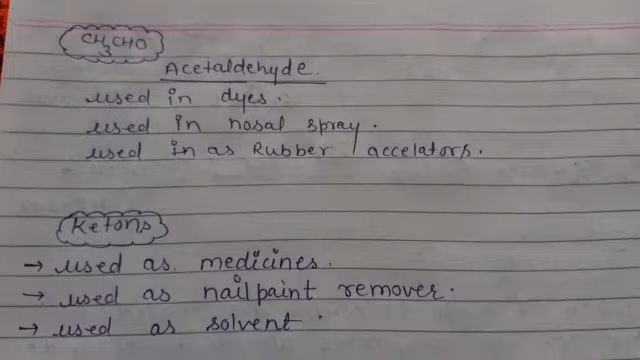 CH3CHO
Acetaldehyde
used in dyes.
used in nosal spray.
used in as Rubber accelators.
Ketons
→ used as medicines.
→ used as nailpaint remover.
→ used as solvent.